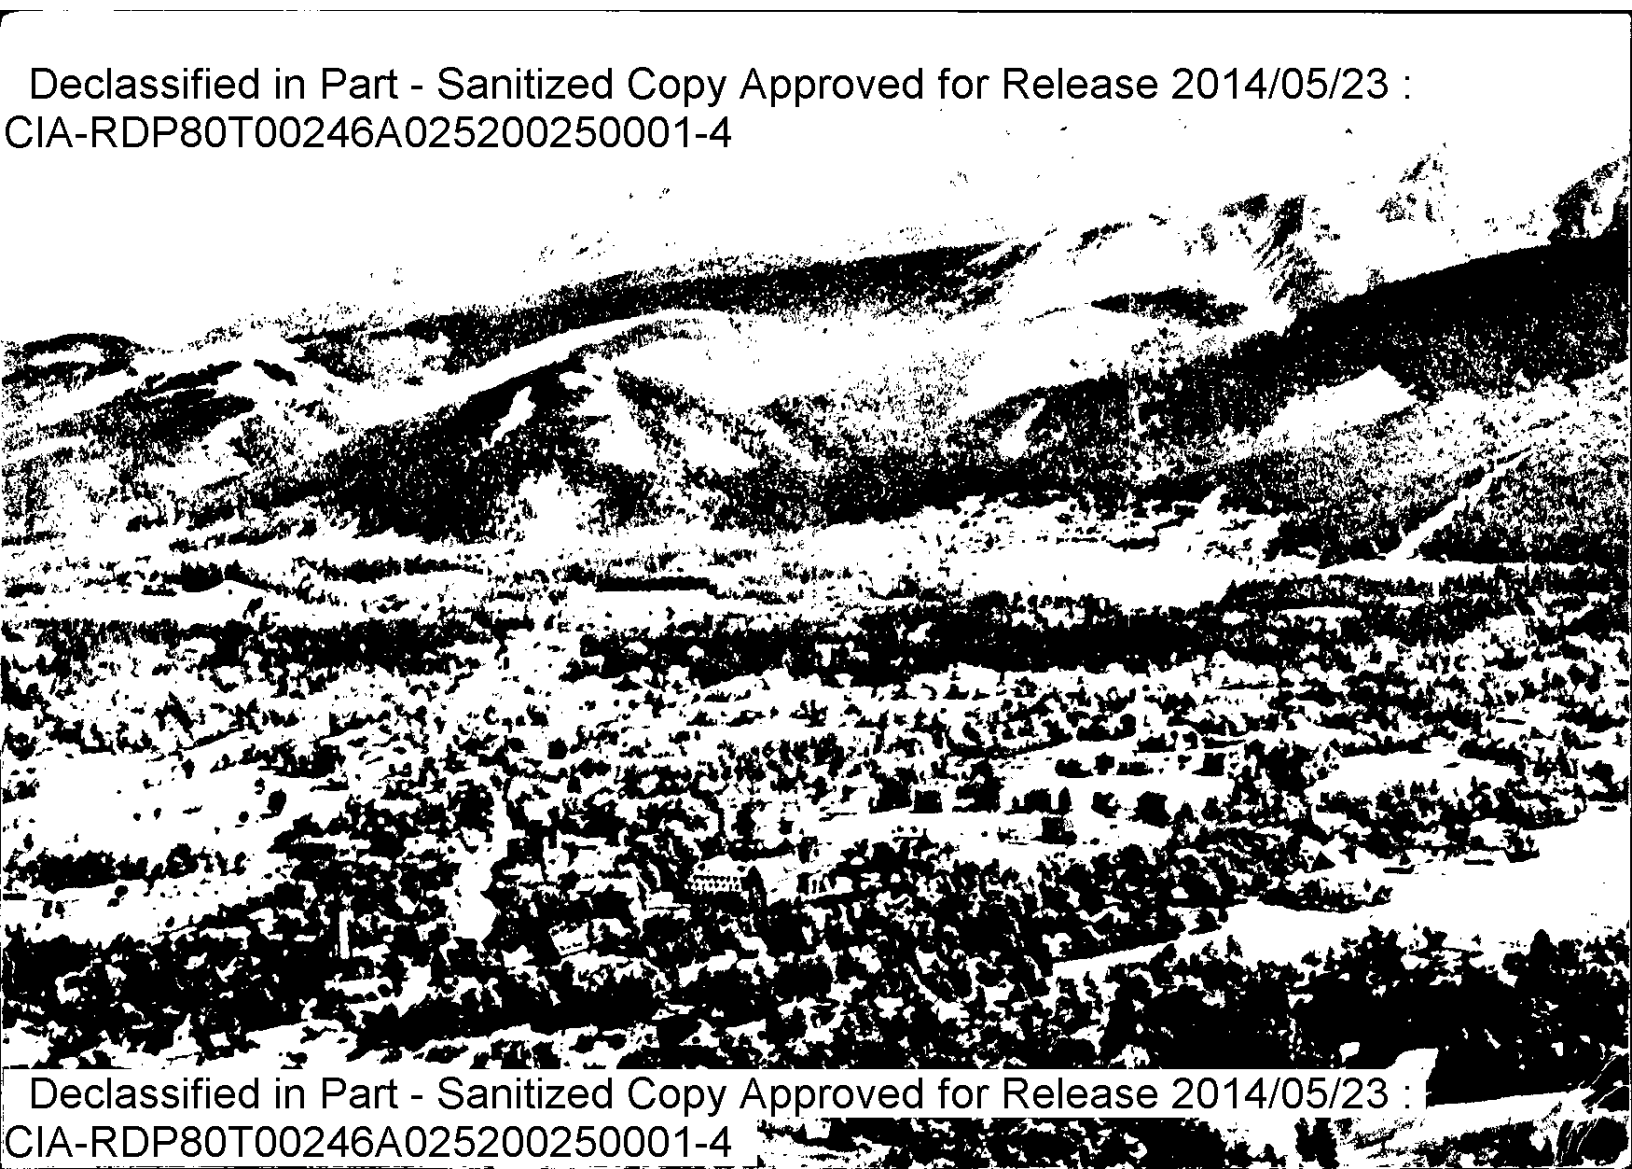 Declassified in Part - Sanitized Copy Approved for Release 2014/05/23 :
CIA-RDP80T00246A025200250001-4
Declassified in Part - Sanitized Copy Approved for Release 2014/05/23 :
CIA-RDP80T00246A025200250001-4